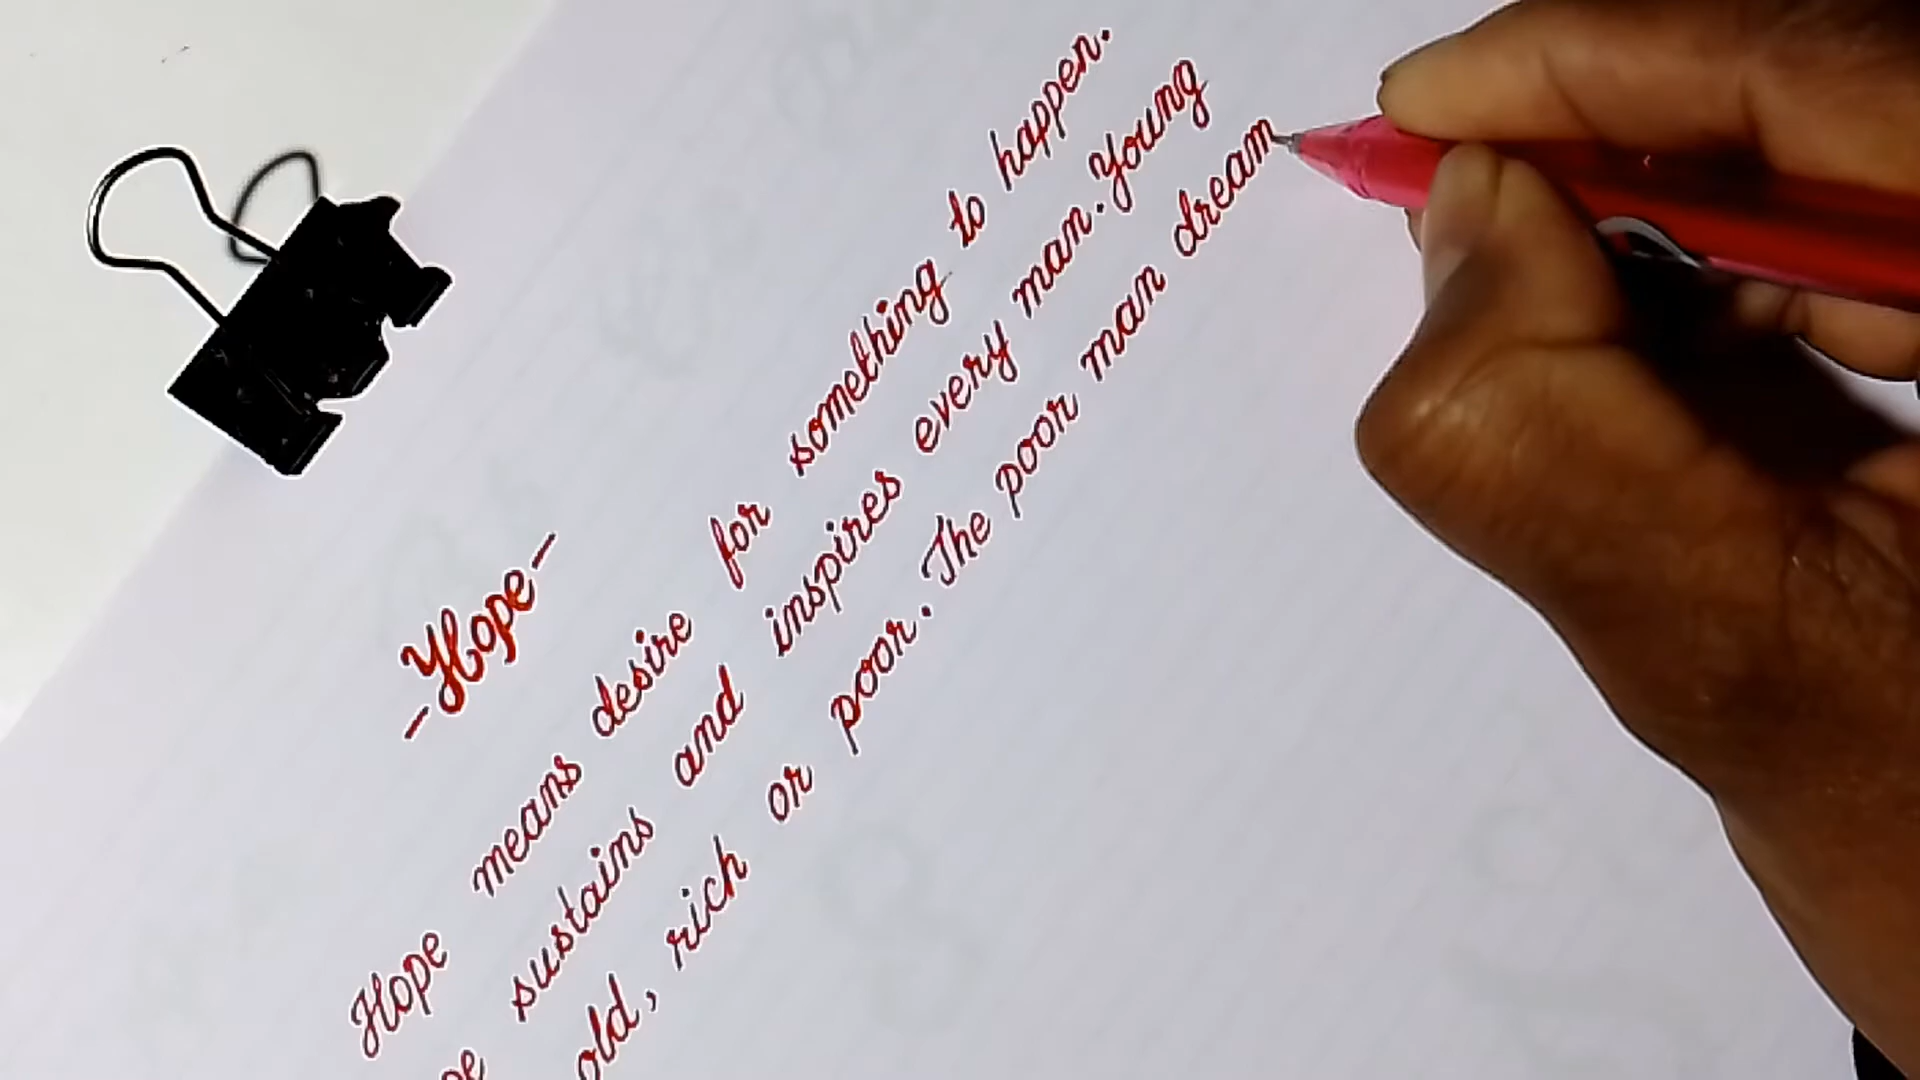 -Hope-
Hope means desire for something to happen.
sustains and inspires every man. Young
old, rich or poor. The poor man dream